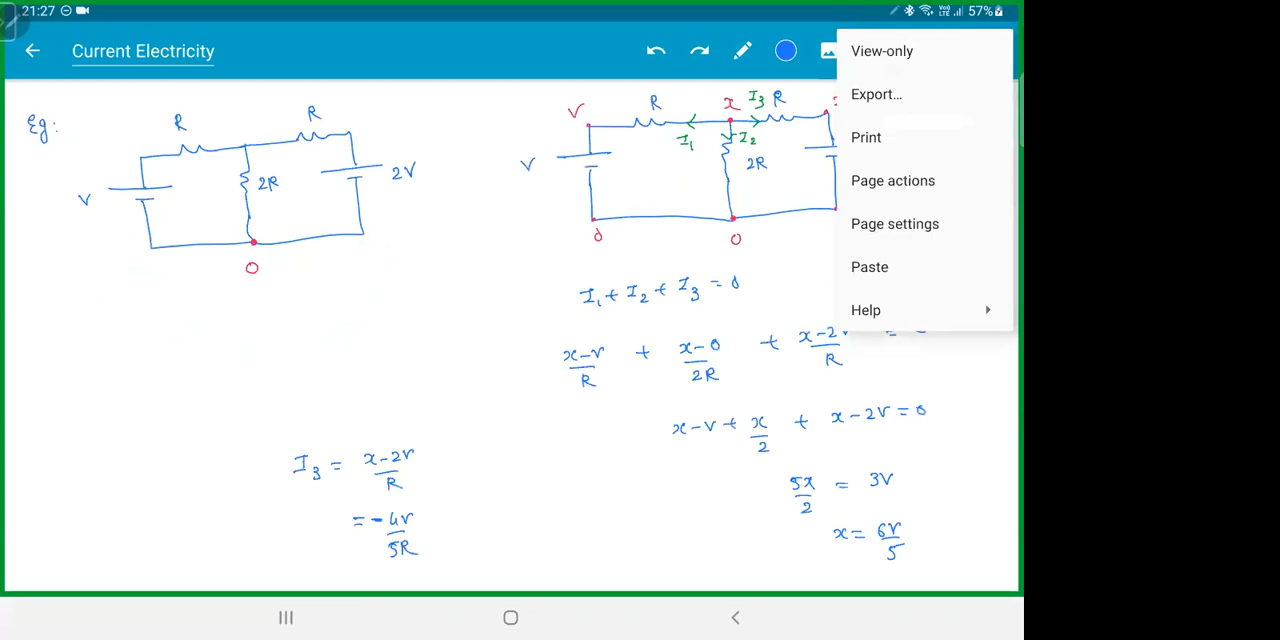 21:27
57%
Current Electricity
View-only
Export...
Print
Page actions
Page settings
Paste
Help
Eg:
R
R
V
2R
2V
O
V
R
x
I3
R
I1
I2
V
2R
0
0
I1 + I2 + I3 = 0
x-V/R + x-0/2R + x-2V/R =
x-V + x/2 + x-2V = 0
5x/2 = 3V
x = 6V/5
I3 = x-2V/R
= -4V/5R